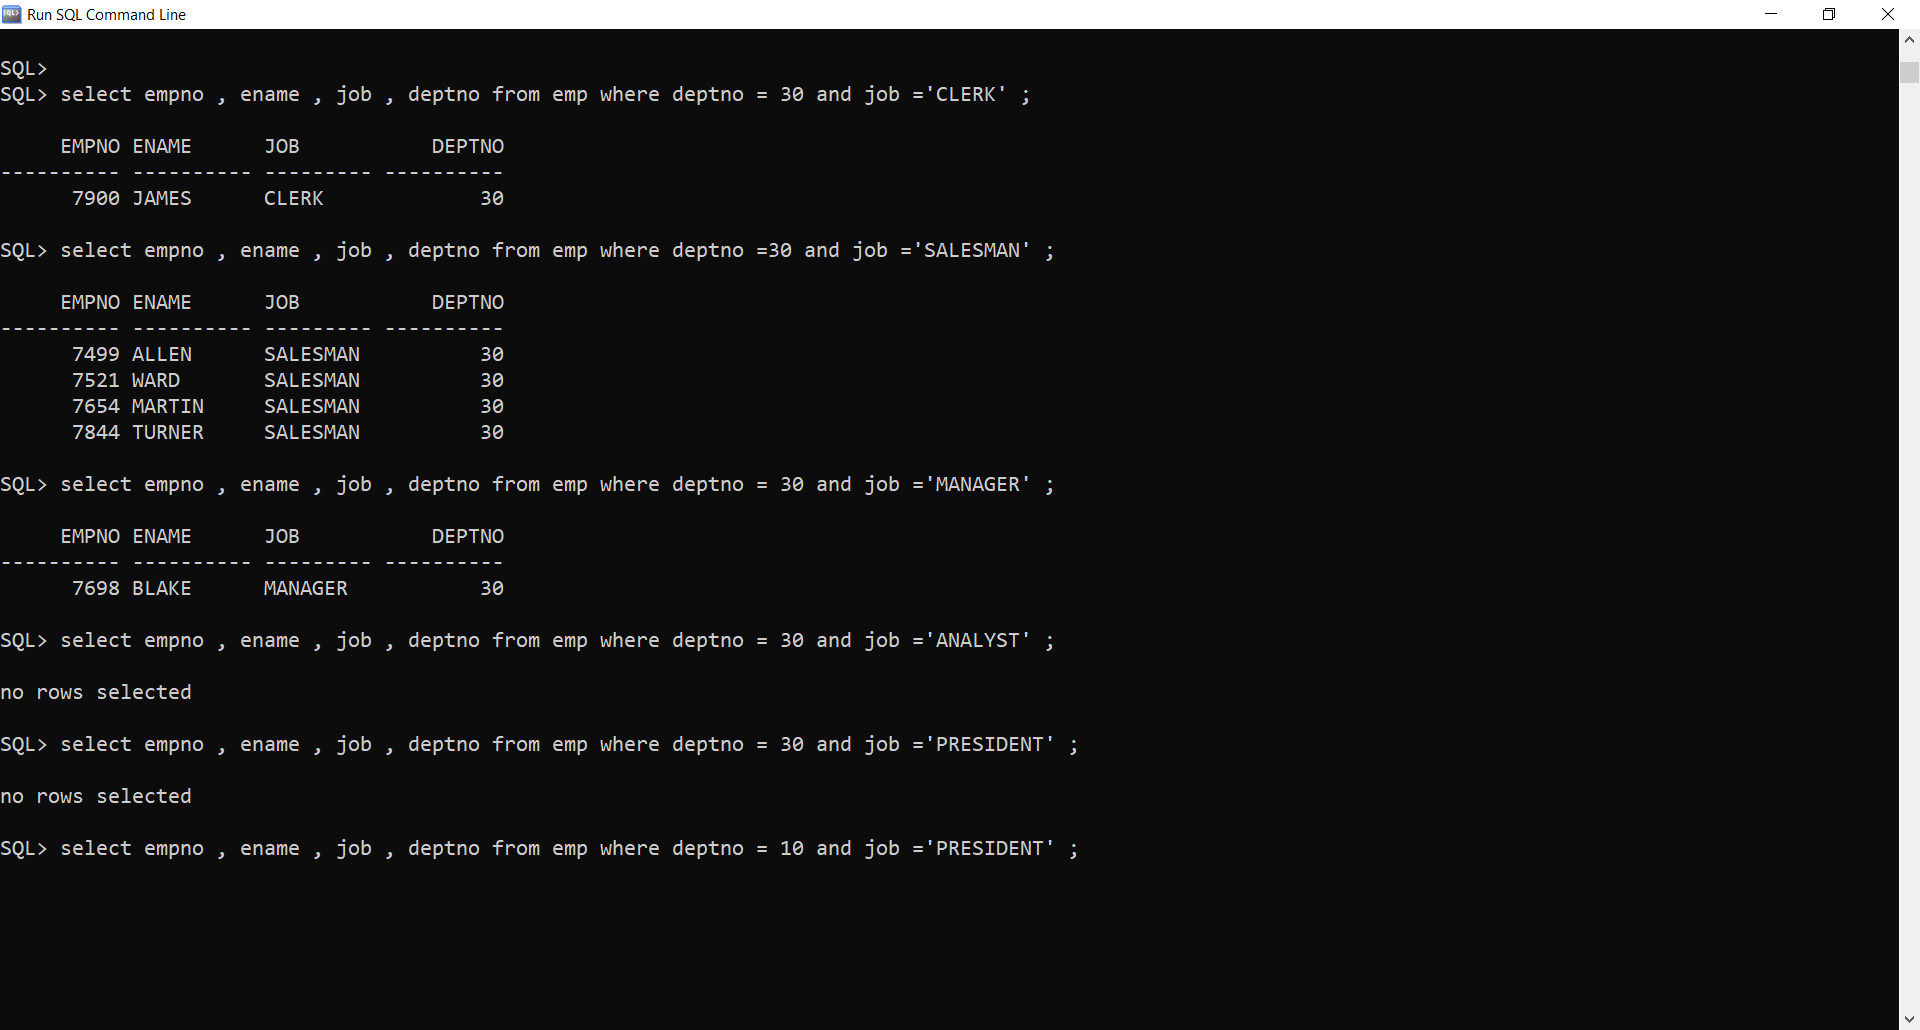 Run SQL Command Line
SQL>
SQL> select empno , ename , job , deptno from emp where deptno = 30 and job ='CLERK' ;
     EMPNO ENAME      JOB           DEPTNO
---------- ---------- --------- ----------
      7900 JAMES      CLERK             30
SQL> select empno , ename , job , deptno from emp where deptno =30 and job ='SALESMAN' ;
     EMPNO ENAME      JOB           DEPTNO
---------- ---------- --------- ----------
      7499 ALLEN      SALESMAN          30
      7521 WARD       SALESMAN          30
      7654 MARTIN     SALESMAN          30
      7844 TURNER     SALESMAN          30
SQL> select empno , ename , job , deptno from emp where deptno = 30 and job ='MANAGER' ;
     EMPNO ENAME      JOB           DEPTNO
---------- ---------- --------- ----------
      7698 BLAKE      MANAGER           30
SQL> select empno , ename , job , deptno from emp where deptno = 30 and job ='ANALYST' ;
no rows selected
SQL> select empno , ename , job , deptno from emp where deptno = 30 and job ='PRESIDENT' ;
no rows selected
SQL> select empno , ename , job , deptno from emp where deptno = 10 and job ='PRESIDENT' ;